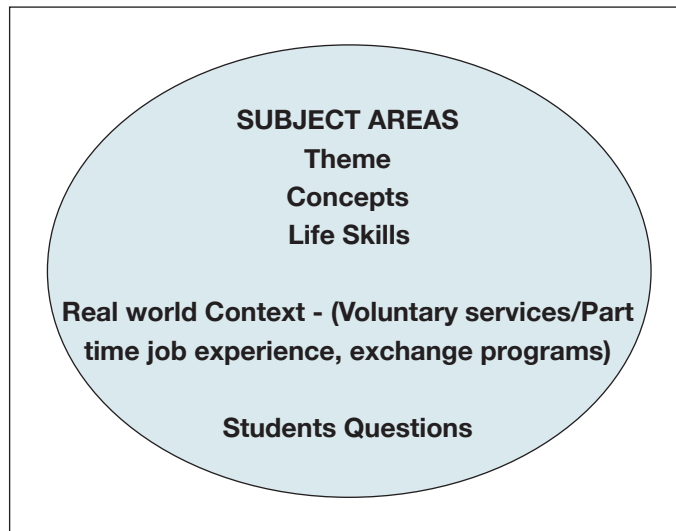 SUBJECT AREAS
Theme
Concepts
Life Skills
Real world Context - (Voluntary services/Part
time job experience, exchange programs)
Students Questions